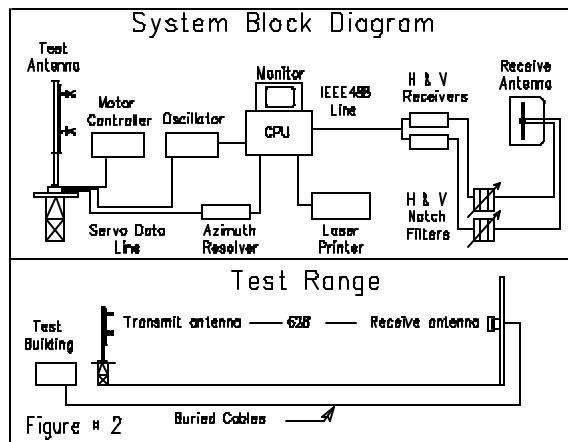 System Block Diagram
Test
Antenna
Motor
Controller
Oscillator
Monitor
CPU
IEEE488
Line
H & V
Receivers
Receive
Antenna
Servo Data
Line
Azimuth
Resolver
Laser
Printer
H & V
Notch
Filters
Test Range
Test
Building
Transmit antenna
Receive antenna
Buried Cables
Figure # 2